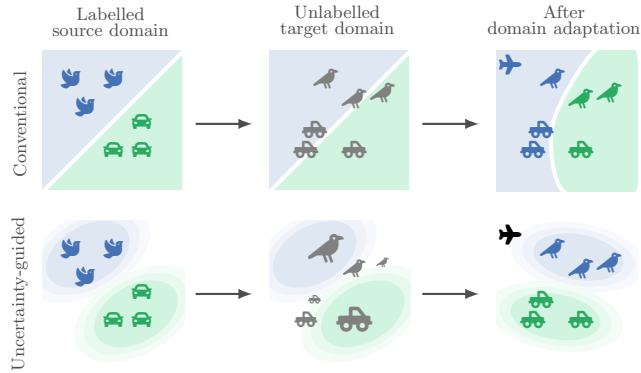 Labelled
source domain
Unlabelled
target domain
After
domain adaptation
Conventional
Uncertainty-guided